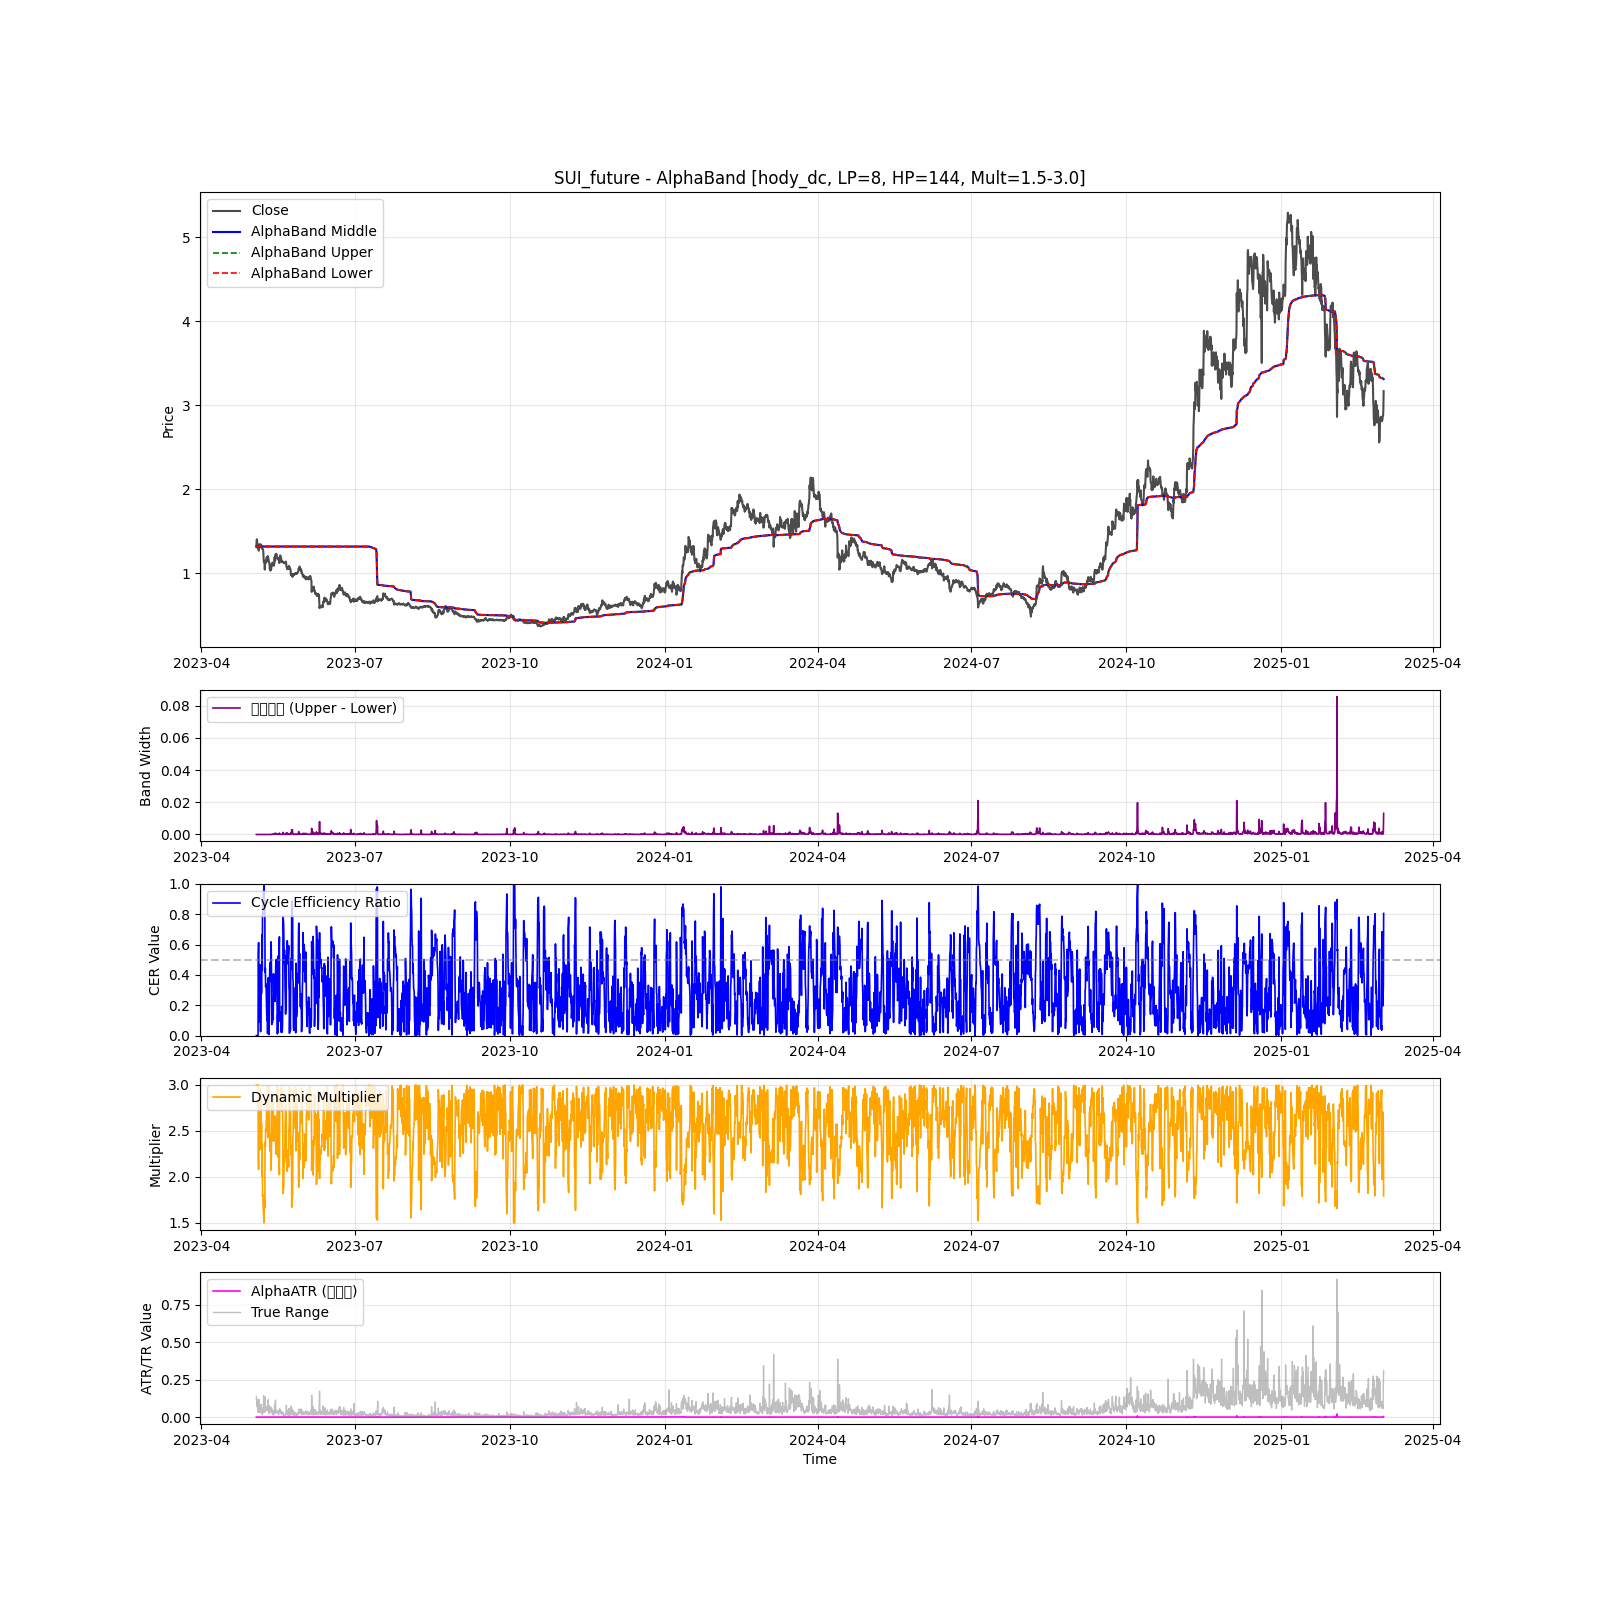 SUI_future - AlphaBand [hody_dc, LP=8, HP=144, Mult=1.5-3.0]
Close
AlphaBand Middle
AlphaBand Upper
AlphaBand Lower
Price
5
4
3
2
1
2023-04 2023-07 2023-10 2024-01 2024-04 2024-07 2024-10 2025-01 2025-04
(Upper - Lower)
Band Width
0.08
0.06
0.04
0.02
0.00
2023-04 2023-07 2023-10 2024-01 2024-04 2024-07 2024-10 2025-01 2025-04
Cycle Efficiency Ratio
CER Value
1.0
0.8
0.6
0.4
0.2
0.0
2023-04 2023-07 2023-10 2024-01 2024-04 2024-07 2024-10 2025-01 2025-04
Dynamic Multiplier
Multiplier
3.0
2.5
2.0
1.5
2023-04 2023-07 2023-10 2024-01 2024-04 2024-07 2024-10 2025-01 2025-04
AlphaATR ()
True Range
ATR/TR Value
0.75
0.50
0.25
0.00
2023-04 2023-07 2023-10 2024-01 2024-04 2024-07 2024-10 2025-01 2025-04
Time